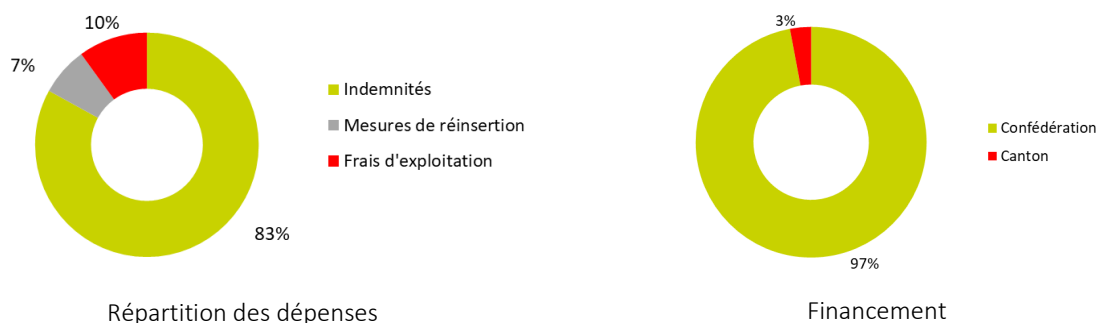 10%
7%
83%
Indemnités
Mesures de réinsertion
Frais d'exploitation
Répartition des dépenses
3%
97%
Confédération
Canton
Financement